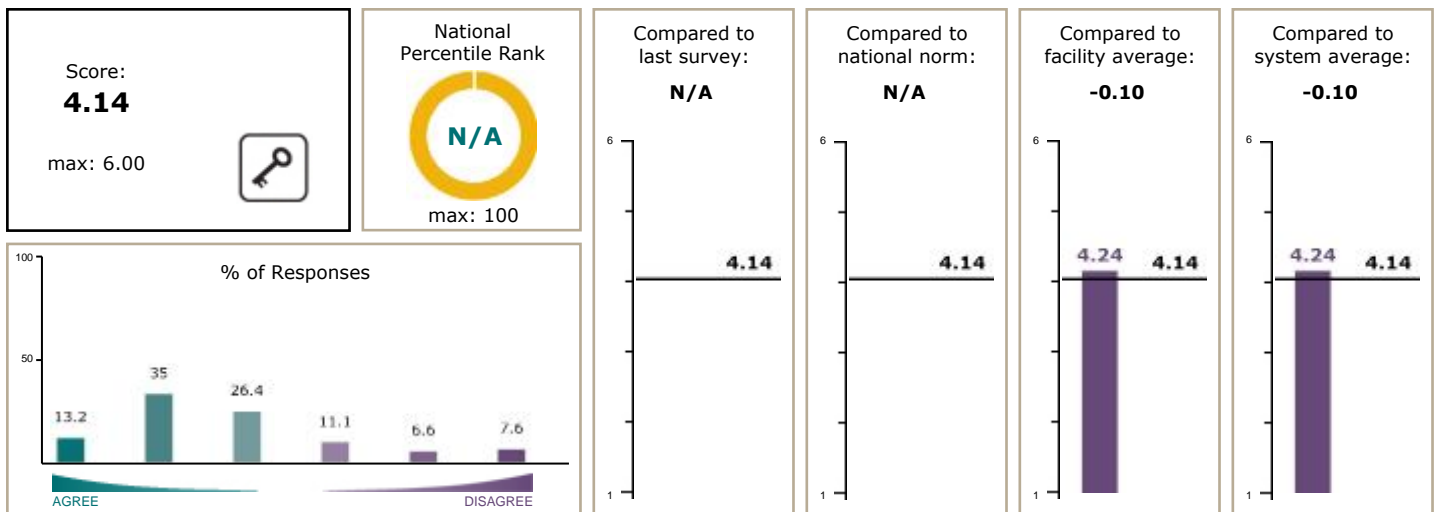 Score:
4.14
max: 6.00
National
Percentile Rank
N/A
max: 100
% of Responses
100
50
13.2
35
26.4
11.1
6.6
7.6
AGREE
DISAGREE
Compared to
last survey:
N/A
6
4.14
1
Compared to
national norm:
N/A
6
4.14
1
Compared to
facility average:
-0.10
6
4.24 4.14
1
Compared to
system average:
-0.10
6
4.24 4.14
1